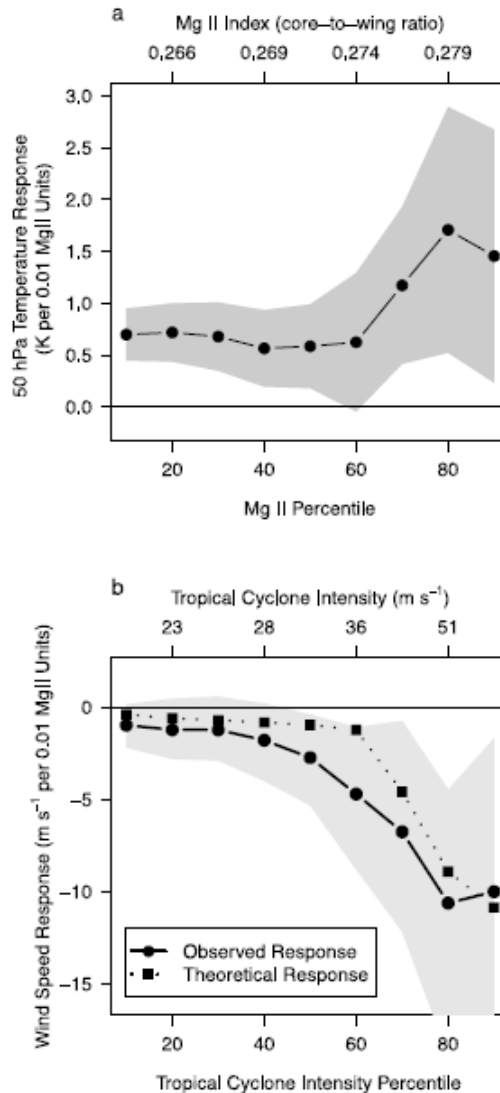 a
Mg II Index (core–to–wing ratio)
0,266 0,269 0,274 0,279
3.0
2.5
2.0
1.5
1.0
0.5
0.0
50 hPa Temperature Response
(K per 0.01 MgII Units)
20 40 60 80
Mg II Percentile
b
Tropical Cyclone Intensity (m s⁻¹)
23 28 36 51
0
−5
−10
−15
Wind Speed Response (m s⁻¹ per 0.01 MgII Units)
Observed Response
Theoretical Response
20 40 60 80
Tropical Cyclone Intensity Percentile